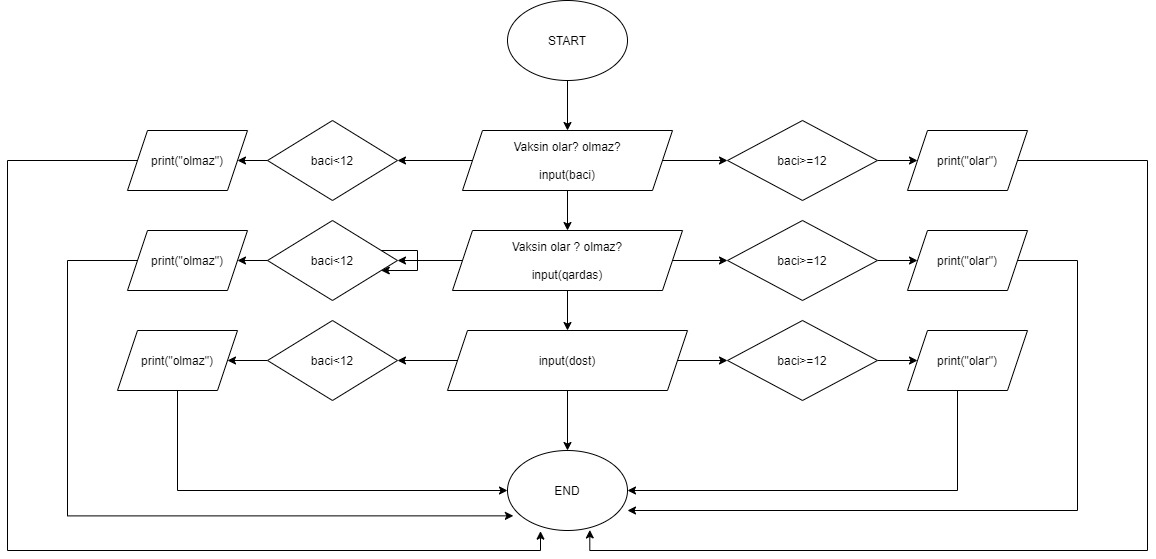 START
print("olmaz")
baci<12
Vaksin olar? olmaz?
input(baci)
baci>=12
print("olar")
print("olmaz")
baci<12
Vaksin olar ? olmaz?
input(qardas)
baci>=12
print("olar")
print("olmaz")
baci<12
input(dost)
baci>=12
print("olar")
END